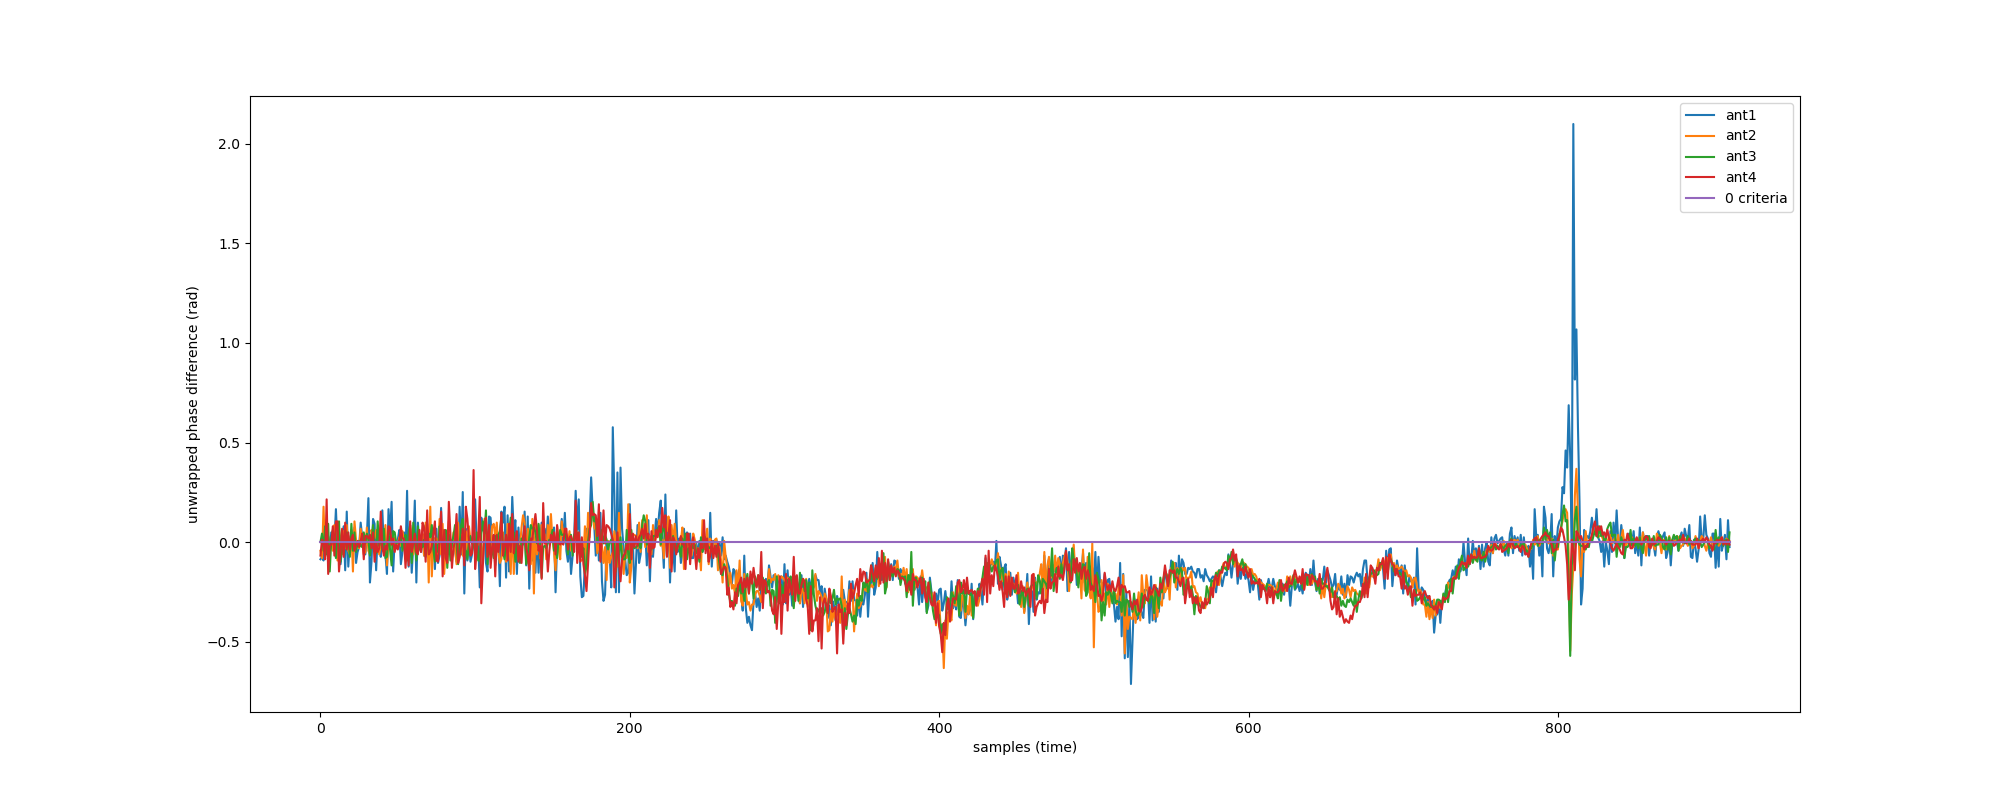 ant1
ant2
ant3
ant4
0 criteria
2.0
1.5
1.0
0.5
0.0
−0.5
unwrapped phase difference (rad)
0 200 400 600 800
samples (time)